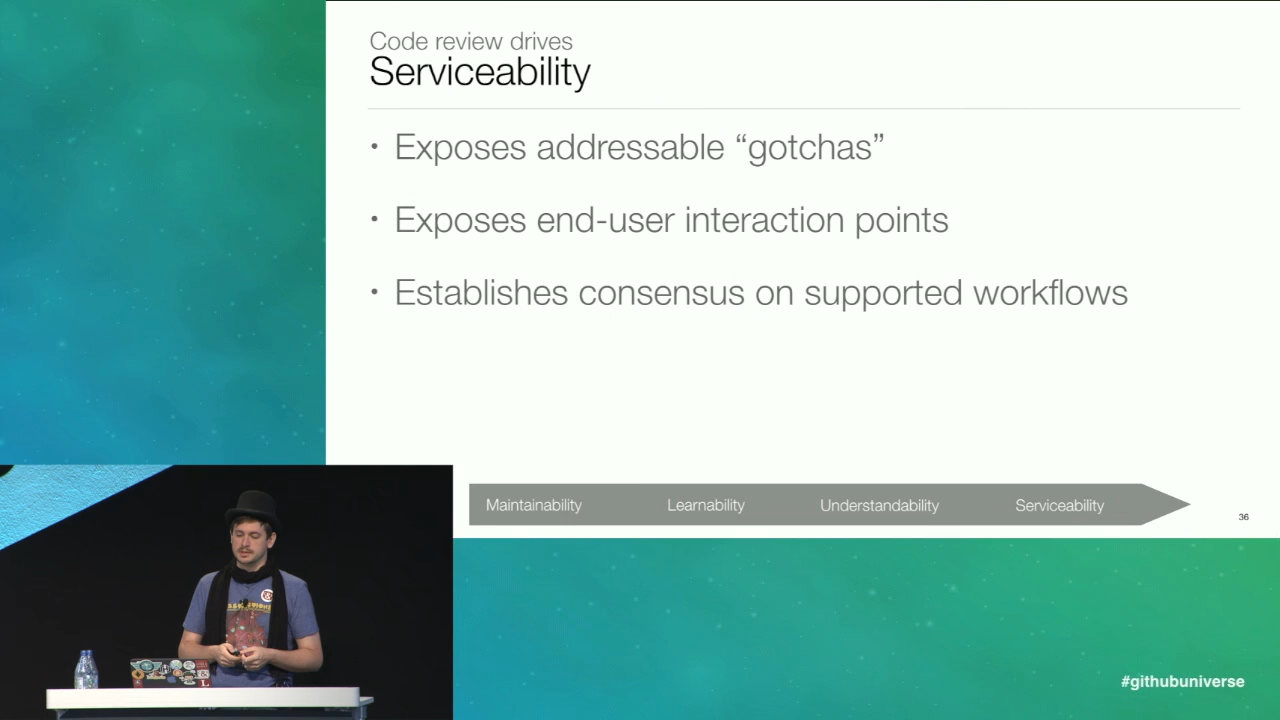 Code review drives
Serviceability
• Exposes addressable “gotchas”
• Exposes end-user interaction points
• Establishes consensus on supported workflows
Maintainability Learnability Understandability Serviceability
36
#githubuniverse